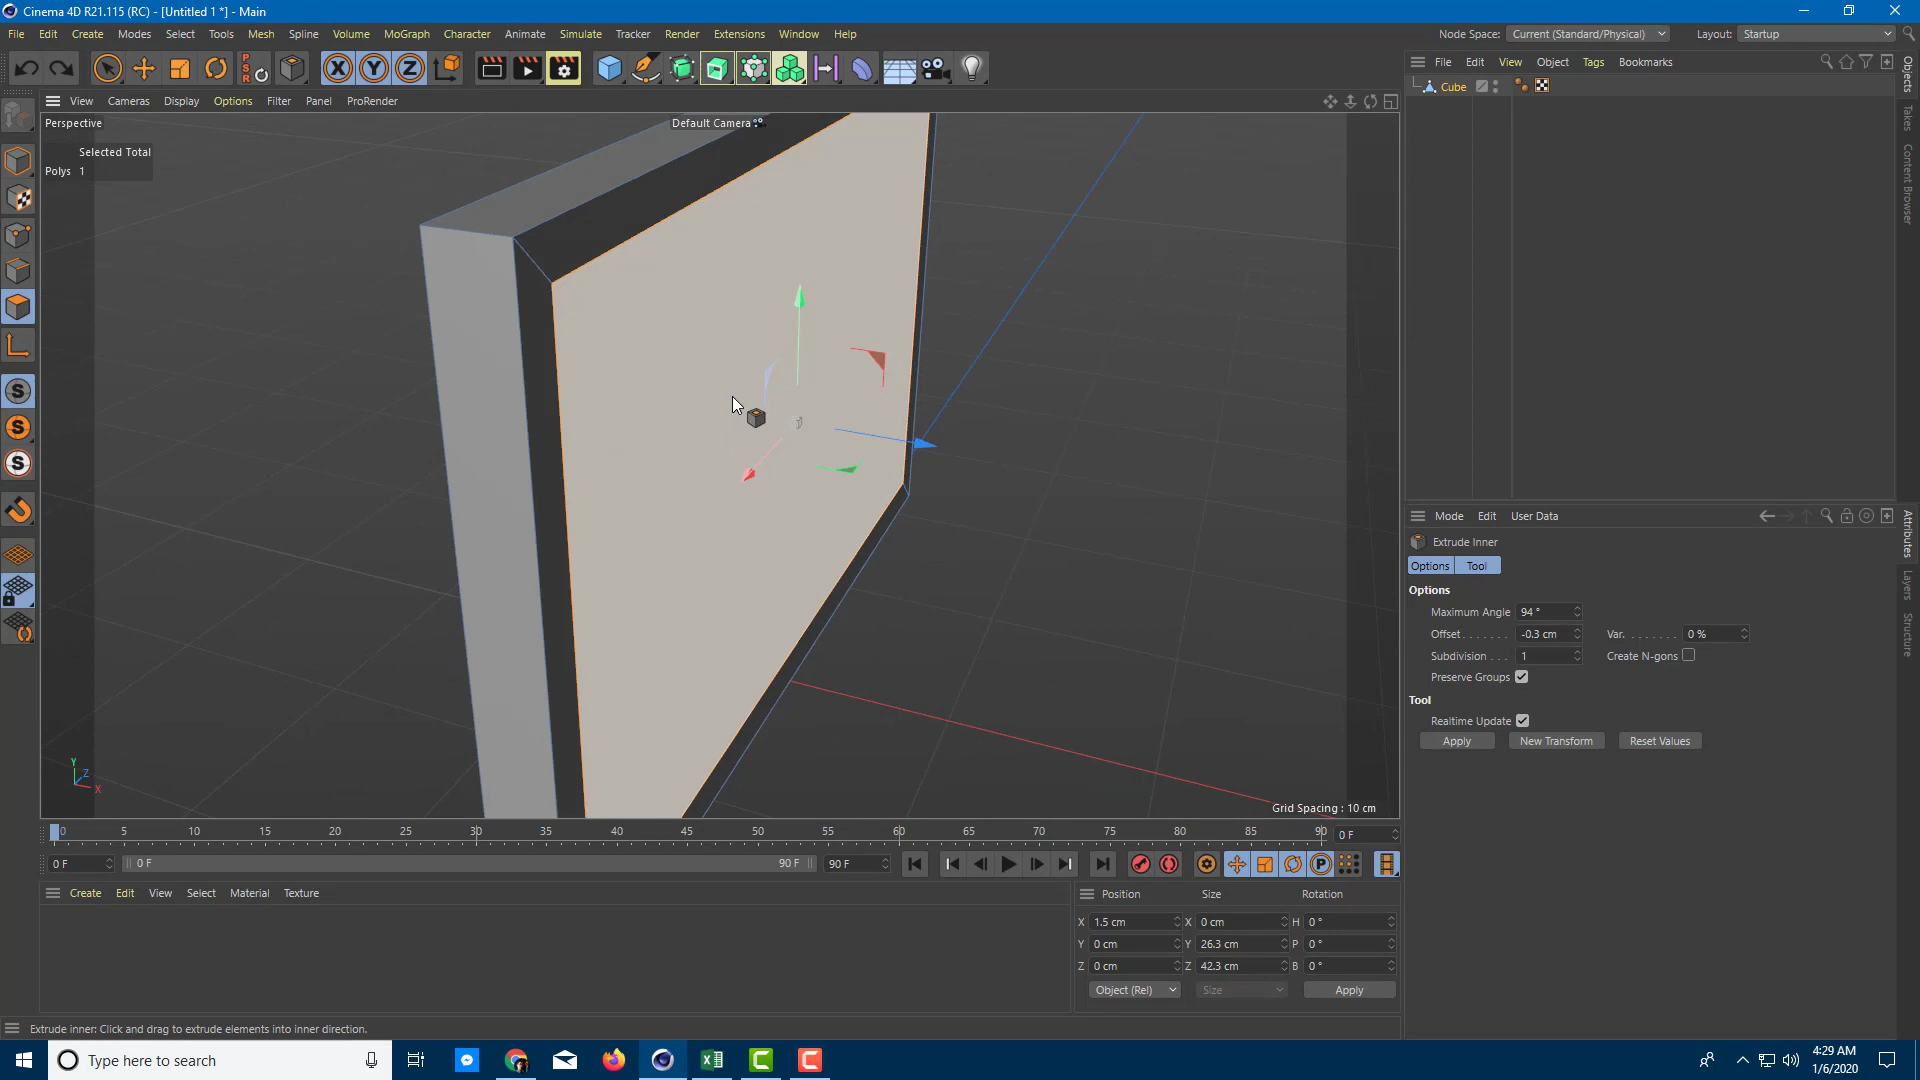 Cinema 4D R21.115 (RC) - [Untitled 1 *] - Main
File Edit Create Modes Select Tools Mesh Spline Volume MoGraph Character Animate Simulate Tracker Render Extensions Window Help
Node Space: Current (Standard/Physical) Layout: Startup
P S R X Y Z
File Edit View Object Tags Bookmarks
Cube
View Cameras Display Options Filter Panel ProRender
Perspective
Default Camera
Selected Total
Polys 1
S
S
S
Y
Z
X
Grid Spacing : 10 cm
Objects
Takes
Content Browser
Mode Edit User Data
Extrude Inner
Options Tool
Options
Maximum Angle 94 °
Offset . . . . . . . -0.3 cm Var. . . . . . . . 0 %
Subdivision . . . 1 Create N-gons
Preserve Groups
Tool
Realtime Update
Apply New Transform Reset Values
Attributes
Layers
Structure
0 5 10 15 20 25 30 35 40 45 50 55 60 65 70 75 80 85 90 0 F
0 F 0 F 90 F 90 F P
Create Edit View Select Material Texture
Position Size Rotation
X 1.5 cm X 0 cm H 0 °
Y 0 cm Y 26.3 cm P 0 °
Z 0 cm Z 42.3 cm B 0 °
Object (Rel) Size Apply
Extrude inner: Click and drag to extrude elements into inner direction.
Type here to search
4:29 AM
1/6/2020